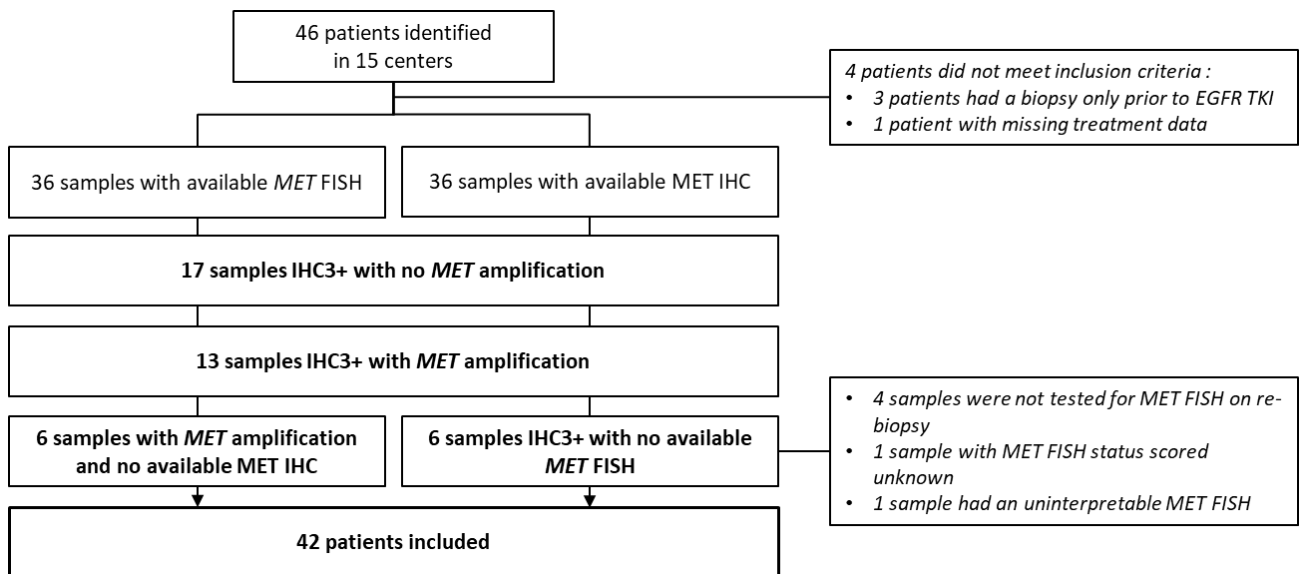 46 patients identified
in 15 centers
4 patients did not meet inclusion criteria :
• 3 patients had a biopsy only prior to EGFR TKI
• 1 patient with missing treatment data
36 samples with available MET FISH
36 samples with available MET IHC
17 samples IHC3+ with no MET amplification
13 samples IHC3+ with MET amplification
6 samples with MET amplification
and no available MET IHC
6 samples IHC3+ with no available
MET FISH
• 4 samples were not tested for MET FISH on re-
biopsy
• 1 sample with MET FISH status scored
unknown
• 1 sample had an uninterpretable MET FISH
42 patients included